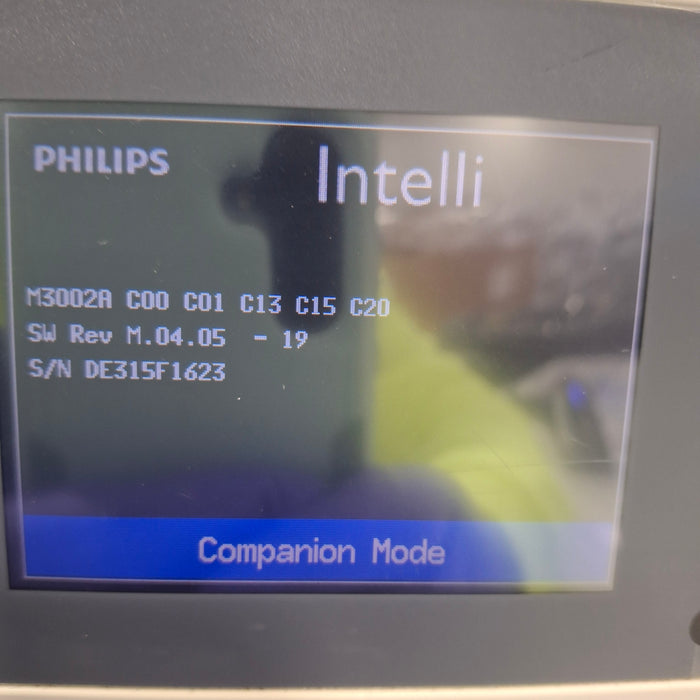 PHILIPS
Intelli
M3002A C00 C01 C13 C15 C20
SW Rev M.04.05 - 19
S/N DE315F1623
Companion Mode